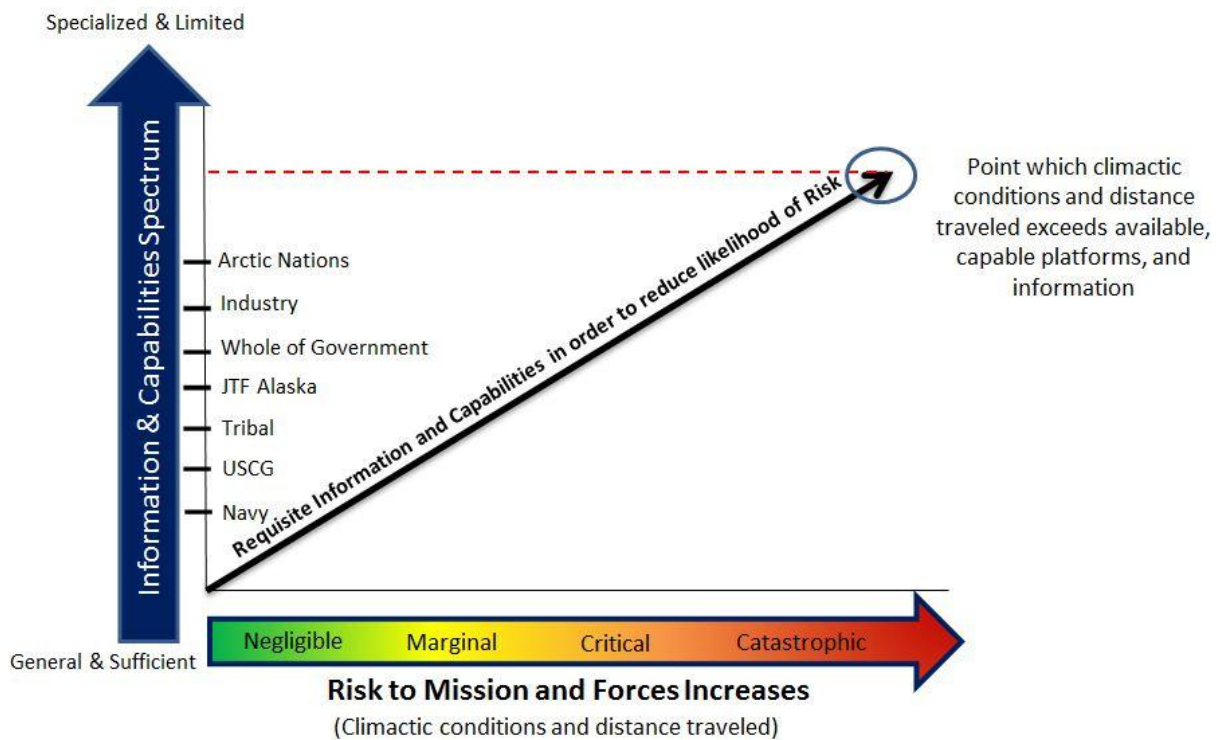 Specialized & Limited
Information & Capabilities Spectrum
Arctic Nations
Industry
Whole of Government
JTF Alaska
Tribal
USCG
Navy
General & Sufficient
Requisite Information and Capabilities in order to reduce likelihood of Risk
Point which climactic
conditions and distance
traveled exceeds available,
capable platforms, and
information
Negligible
Marginal
Critical
Catastrophic
Risk to Mission and Forces Increases
(Climactic conditions and distance traveled)